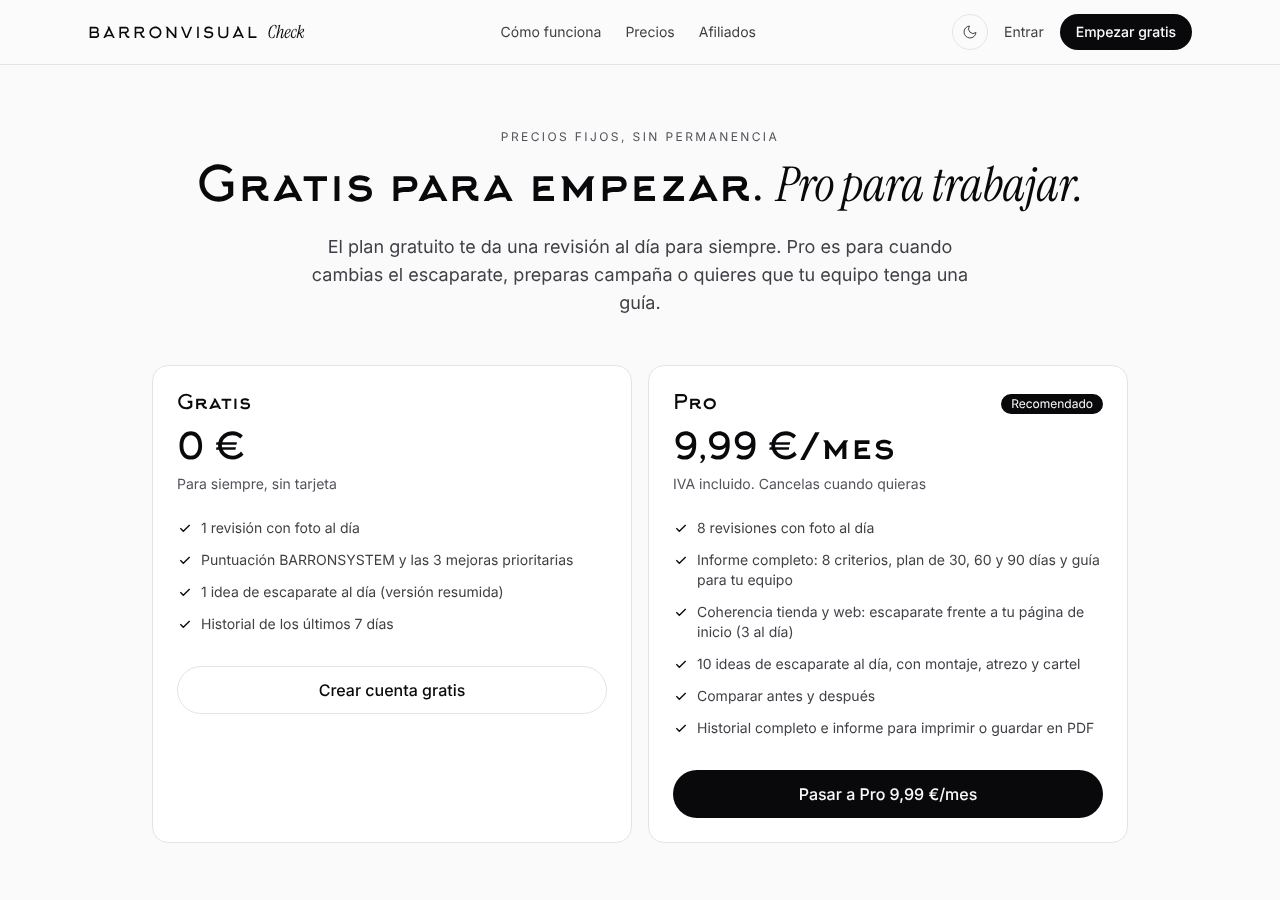 BARRONVISUAL Check
Cómo funciona
Precios
Afiliados
Entrar
Empezar gratis
PRECIOS FIJOS, SIN PERMANENCIA
Gratis para empezar. Pro para trabajar.
El plan gratuito te da una revisión al día para siempre. Pro es para cuando
cambias el escaparate, preparas campaña o quieres que tu equipo tenga una
guía.
Gratis
0 €
Para siempre, sin tarjeta
1 revisión con foto al día
Puntuación BARRONSYSTEM y las 3 mejoras prioritarias
1 idea de escaparate al día (versión resumida)
Historial de los últimos 7 días
Crear cuenta gratis
Pro
Recomendado
9,99 €/mes
IVA incluido. Cancelas cuando quieras
8 revisiones con foto al día
Informe completo: 8 criterios, plan de 30, 60 y 90 días y guía
para tu equipo
Coherencia tienda y web: escaparate frente a tu página de
inicio (3 al día)
10 ideas de escaparate al día, con montaje, atrezo y cartel
Comparar antes y después
Historial completo e informe para imprimir o guardar en PDF
Pasar a Pro 9,99 €/mes